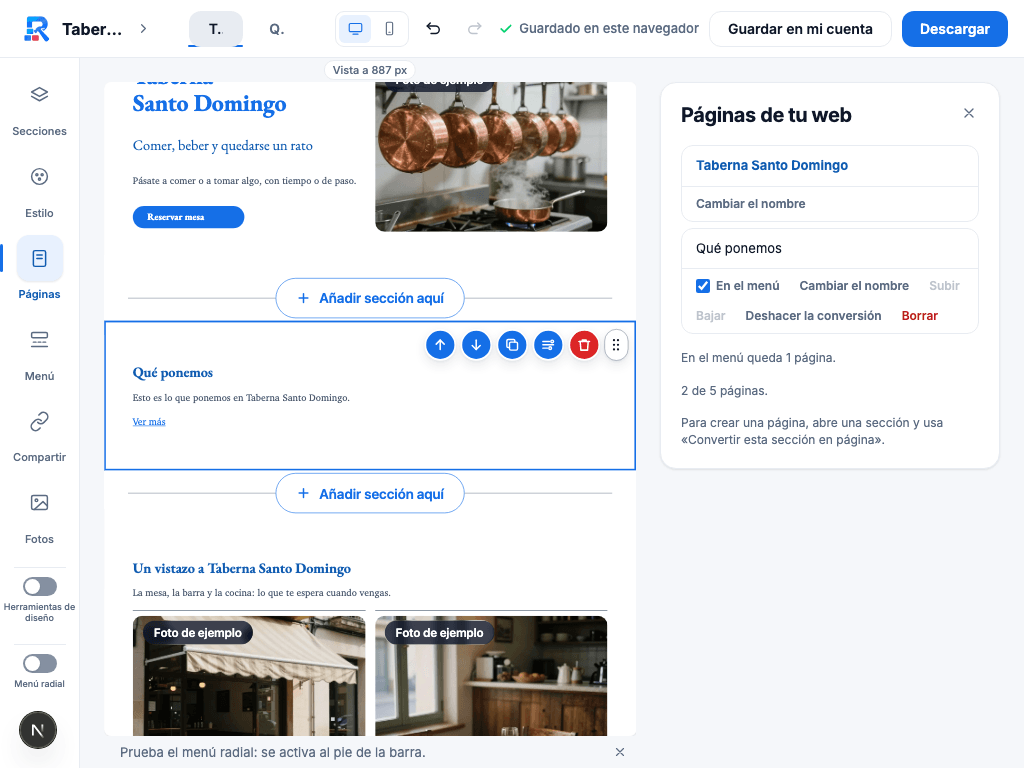 Taber...
T..
Q.
Guardado en este navegador
Guardar en mi cuenta
Descargar
Vista a 887 px
Secciones
Estilo
Páginas
Menú
Compartir
Fotos
Herramientas de
diseño
Menú radial
N
Taberna
Santo Domingo
Comer, beber y quedarse un rato
Pásate a comer o a tomar algo, con tiempo o de paso.
Reservar mesa
Foto de ejemplo
+ Añadir sección aquí
Qué ponemos
Esto es lo que ponemos en Taberna Santo Domingo.
Ver más
+ Añadir sección aquí
Un vistazo a Taberna Santo Domingo
La mesa, la barra y la cocina: lo que te espera cuando vengas.
Foto de ejemplo
Foto de ejemplo
Prueba el menú radial: se activa al pie de la barra.
Páginas de tu web
Taberna Santo Domingo
Cambiar el nombre
Qué ponemos
En el menú Cambiar el nombre Subir
Bajar Deshacer la conversión Borrar
En el menú queda 1 página.
2 de 5 páginas.
Para crear una página, abre una sección y usa
«Convertir esta sección en página».